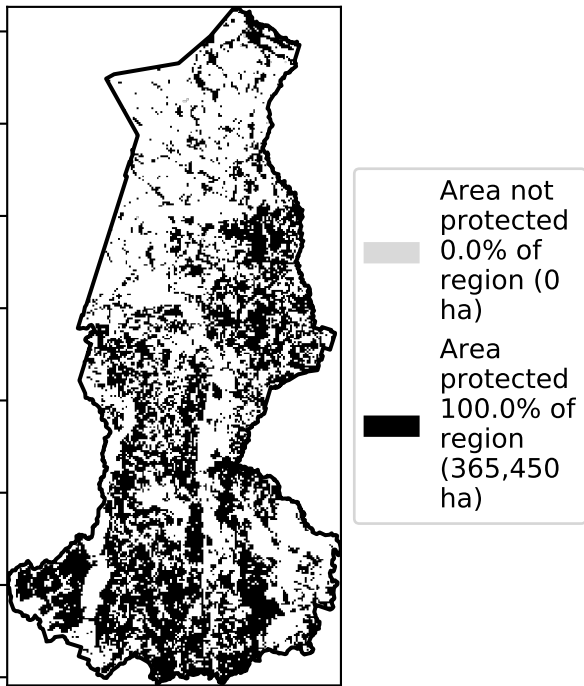 Area not
protected
0.0% of
region (0
ha)
Area
protected
100.0% of
region
(365,450
ha)